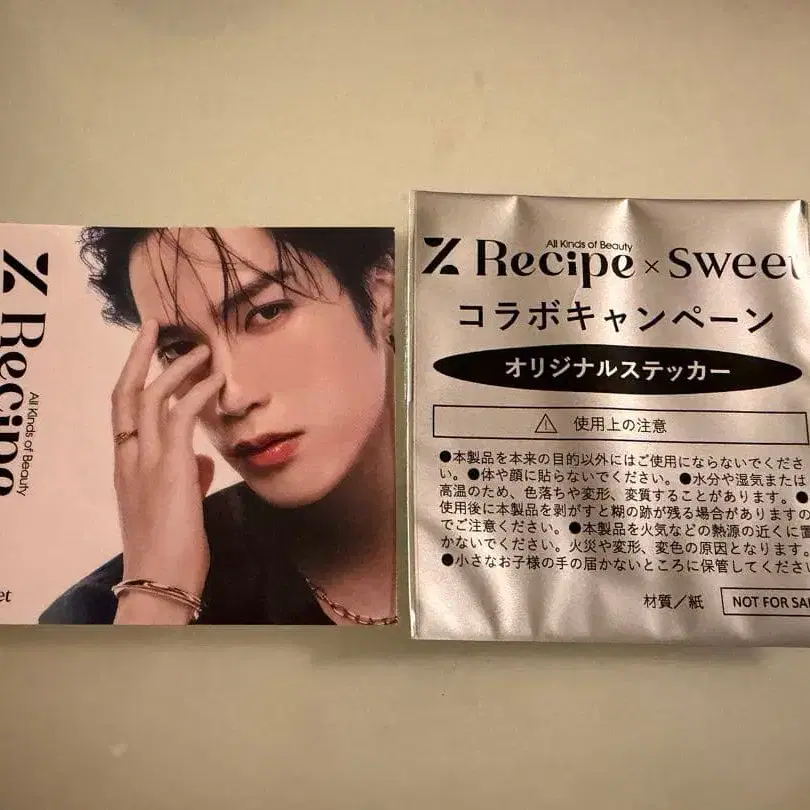 Recipe
All Kinds of Beauty
et
All Kinds of Beauty
Z Recipe × sweet
コラボキャンペーン
オリジナルステッカー
⚠ 使用上の注意
●本製品を本来の目的以外にはご使用にならないでくださ
い。●体や顔に貼らないでください。●水分や湿気または
高温のため、色落ちや変形、変質することがあります。●
使用後に本製品を剥がすと糊の跡が残る場合がありますの
でご注意ください。●本製品を火気などの熱源の近くに置
かないでください。火災や変形、変色の原因となります。
●小さなお子様の手の届かないところに保管してください
材質／紙
NOT FOR SA